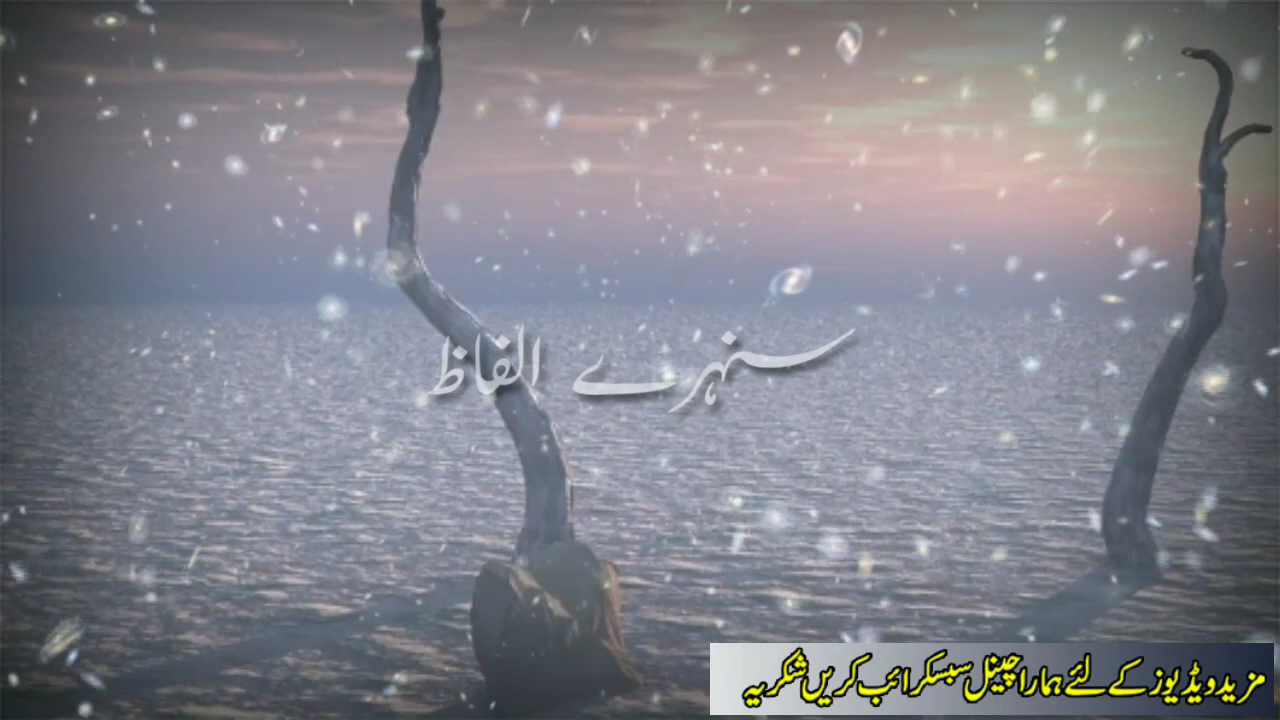 سنہرے الفاظ
مزید ویڈیوز کے لئے ہمارا چینل سبسکرائب کریں شکریہ